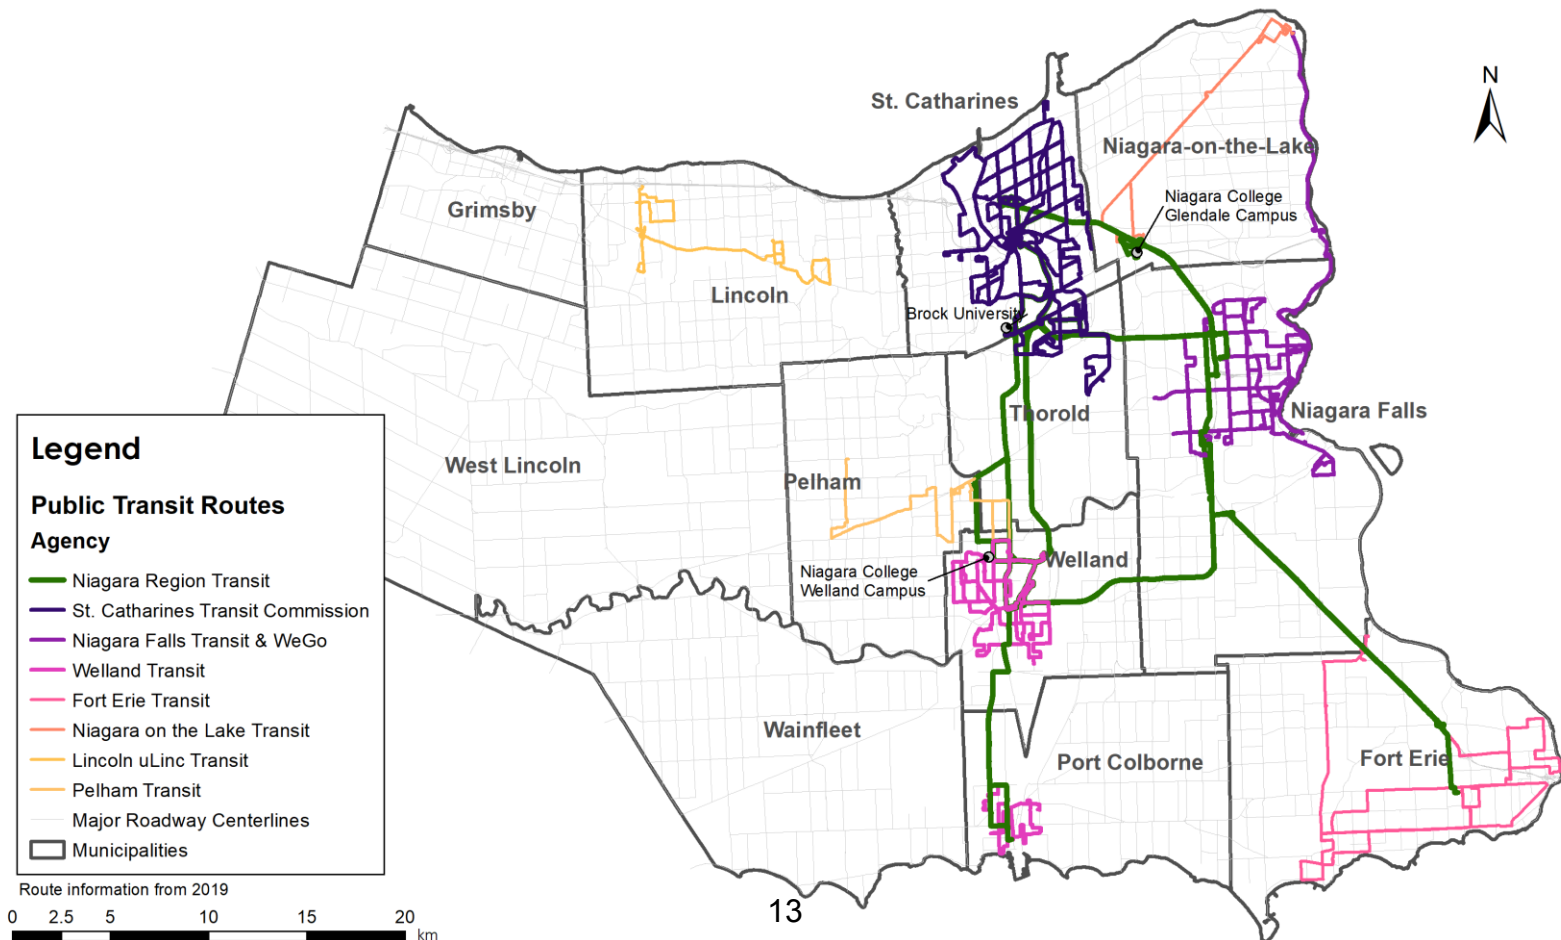 N
St. Catharines
Niagara-on-the-Lake
Niagara College
Glendale Campus
Grimsby
Lincoln
Brock University
Niagara Falls
Thorold
West Lincoln
Pelham
Welland
Niagara College
Welland Campus
Wainfleet
Port Colborne
Fort Erie
Legend
Public Transit Routes
Agency
Niagara Region Transit
St. Catharines Transit Commission
Niagara Falls Transit & WeGo
Welland Transit
Fort Erie Transit
Niagara on the Lake Transit
Lincoln uLinc Transit
Pelham Transit
Major Roadway Centerlines
Municipalities
Route information from 2019
0 2.5 5 10 15 20
km
13